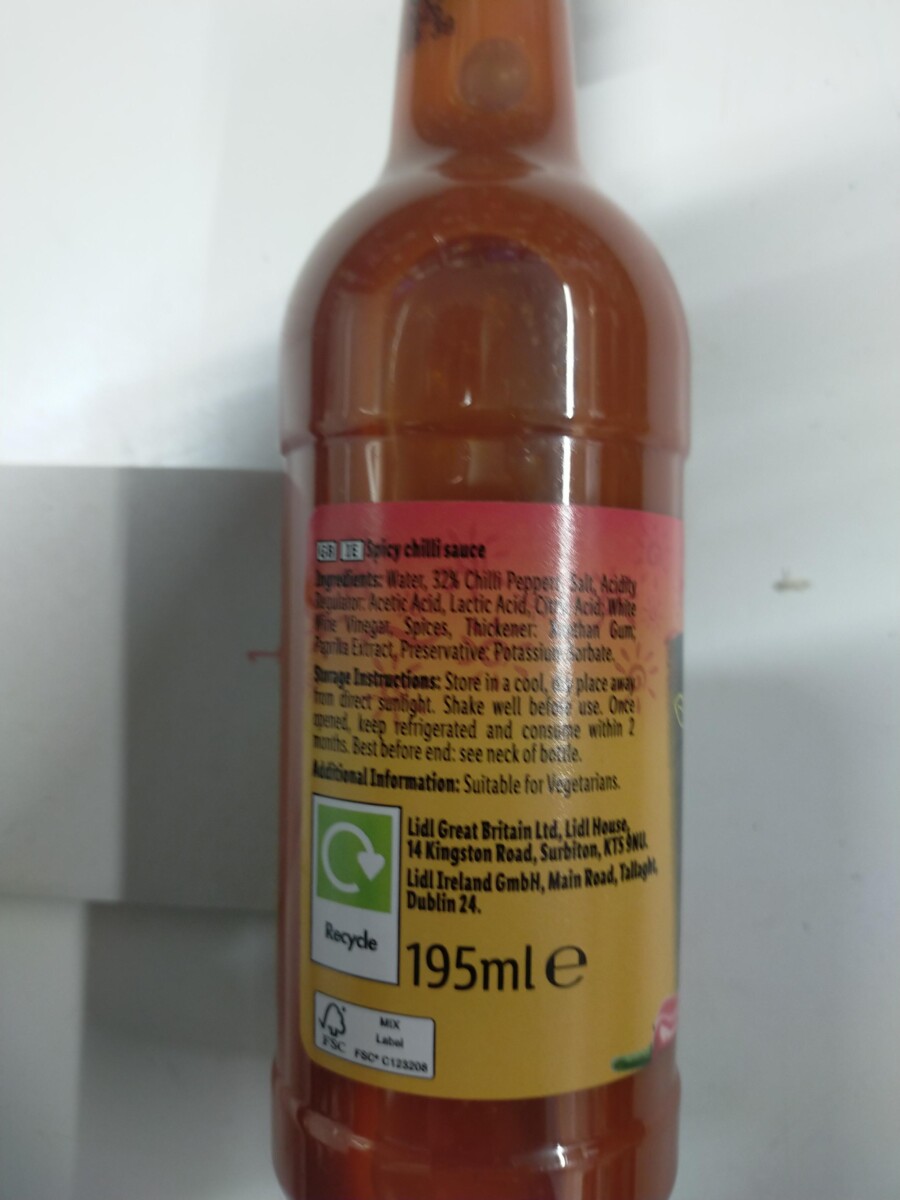 GB IE Spicy chilli sauce
Ingredients: Water, 32% Chilli Peppers, Salt, Acidity
Regulator: Acetic Acid, Lactic Acid, Citric Acid, White
Wine Vinegar, Spices, Thickener: Xanthan Gum,
Paprika Extract, Preservative: Potassium Sorbate.
Storage Instructions: Store in a cool, dry place away
from direct sunlight. Shake well before use. Once
opened, keep refrigerated and consume within 2
months. Best before end: see neck of bottle.
Additional Information: Suitable for Vegetarians.
Lidl Great Britain Ltd, Lidl House,
14 Kingston Road, Surbiton, KT5 9NU.
Lidl Ireland GmbH, Main Road, Tallaght,
Dublin 24.
Recycle
195ml e
FSC
MIX
Label
FSC® C123208